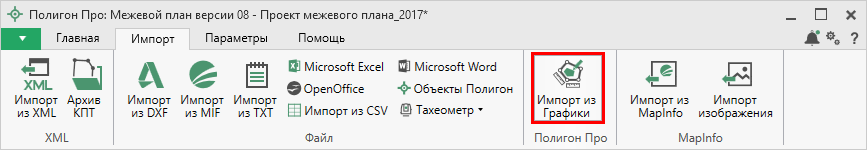 Полигон Про: Межевой план версии 08 - Проект межевого плана_2017*
Главная Импорт Параметры Помощь
XML
Импорт из XML
Архив КПТ
XML
Импорт из DXF
Импорт из MIF
Импорт из TXT
Microsoft Excel
OpenOffice
Импорт из CSV
Microsoft Word
Объекты Полигон
Тахеометр
Файл
Импорт из Графики
Полигон Про
Импорт из MapInfo
Импорт изображения
MapInfo